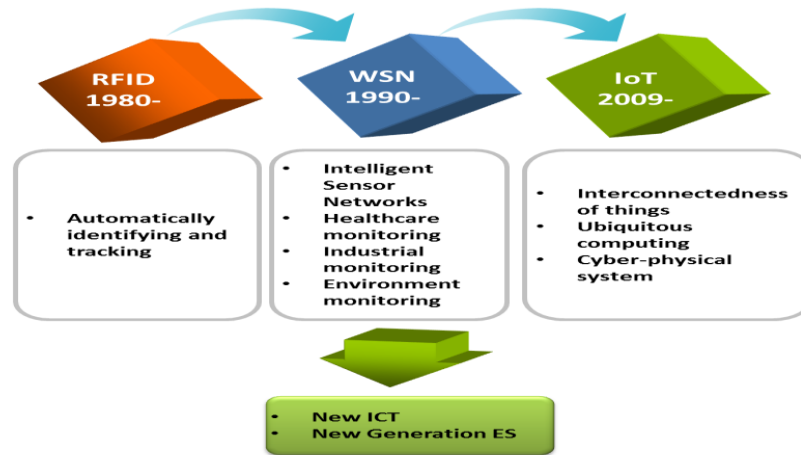 RFID
1980-
WSN
1990-
IoT
2009-
• Automatically
identifying and
tracking
• Intelligent
Sensor
Networks
• Healthcare
monitoring
• Industrial
monitoring
• Environment
monitoring
• Interconnectedness
of things
• Ubiquitous
computing
• Cyber-physical
system
• New ICT
• New Generation ES